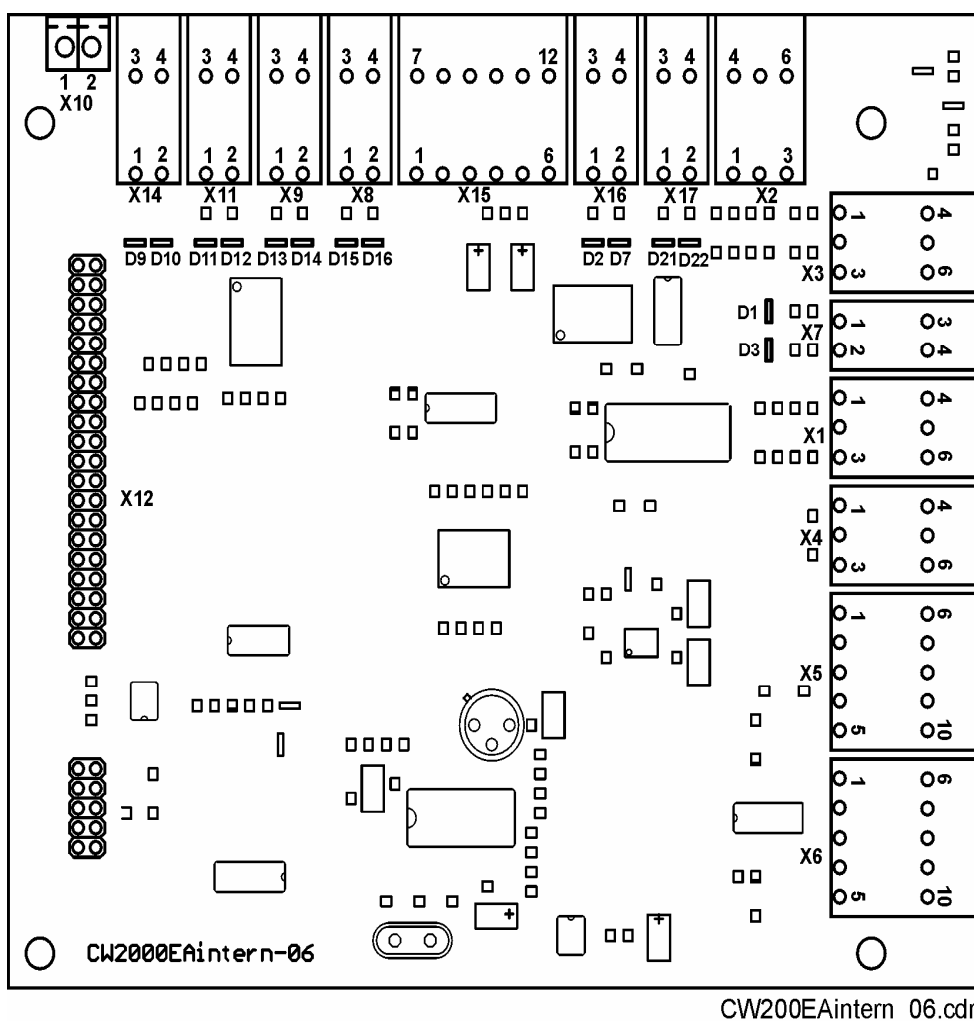 3 4 3 4 3 4 3 4 7 12 3 4 3 4 4 6
1 2
X10
1 2 1 2 1 2 1 2 1 6 1 2 1 2 1 3
X14 X11 X9 X8 X15 X16 X17 X2
1 4
D9 D10 D11 D12 D13 D14 D15 D16 D2 D7 D21 D22
+ +
X3
3 6
D1
X7
1 3
D3
2 4
1 4
X1
3 6
X12
1 4
X4
3 6
1 6
X5
5 10
1 6
X6
5 10
+ +
CW2000EAintern-06
CW200EAintern_06.cdr